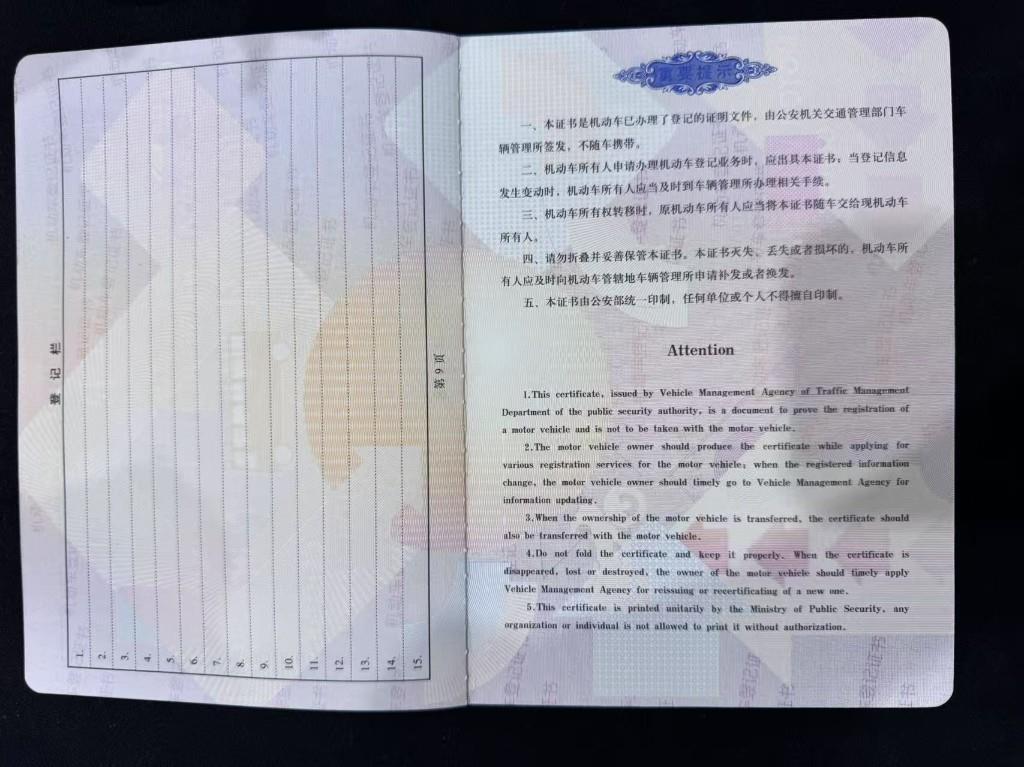 登记栏
1.
2.
3.
4.
5.
6.
7.
8.
9.
10.
11.
12.
13.
14.
15.
第 9 页
重要提示
一、本证书是机动车已办理了登记的证明文件，由公安机关交通管理部门车
辆管理所签发，不随车携带。
二、机动车所有人申请办理机动车登记业务时，应出具本证书；当登记信息
发生变动时，机动车所有人应当及时到车辆管理所办理相关手续。
三、机动车所有权转移时，原机动车所有人应当将本证书随车交给现机动车
所有人。
四、请勿折叠并妥善保管本证书。本证书灭失、丢失或者损坏的，机动车所
有人应及时向机动车管辖地车辆管理所申请补发或者换发。
五、本证书由公安部统一印制，任何单位或个人不得擅自印制。
Attention
1.This certificate, issued by Vehicle Management Agency of Traffic Management
Department of the public security authority, is a document to prove the registration of
a motor vehicle and is not to be taken with the motor vehicle.
2.The motor vehicle owner should produce the certificate while applying for
various registration services for the motor vehicle; when the registered information
change, the motor vehicle owner should timely go to Vehicle Management Agency for
information updating.
3.When the ownership of the motor vehicle is transferred, the certificate should
also be transferred with the motor vehicle.
4.Do not fold the certificate and keep it properly. When the certificate is
disappeared, lost or destroyed, the owner of the motor vehicle should timely apply
Vehicle Management Agency for reissuing or recertificating of a new one.
5.This certificate is printed unitarily by the Ministry of Public Security, any
organization or individual is not allowed to print it without authorization.